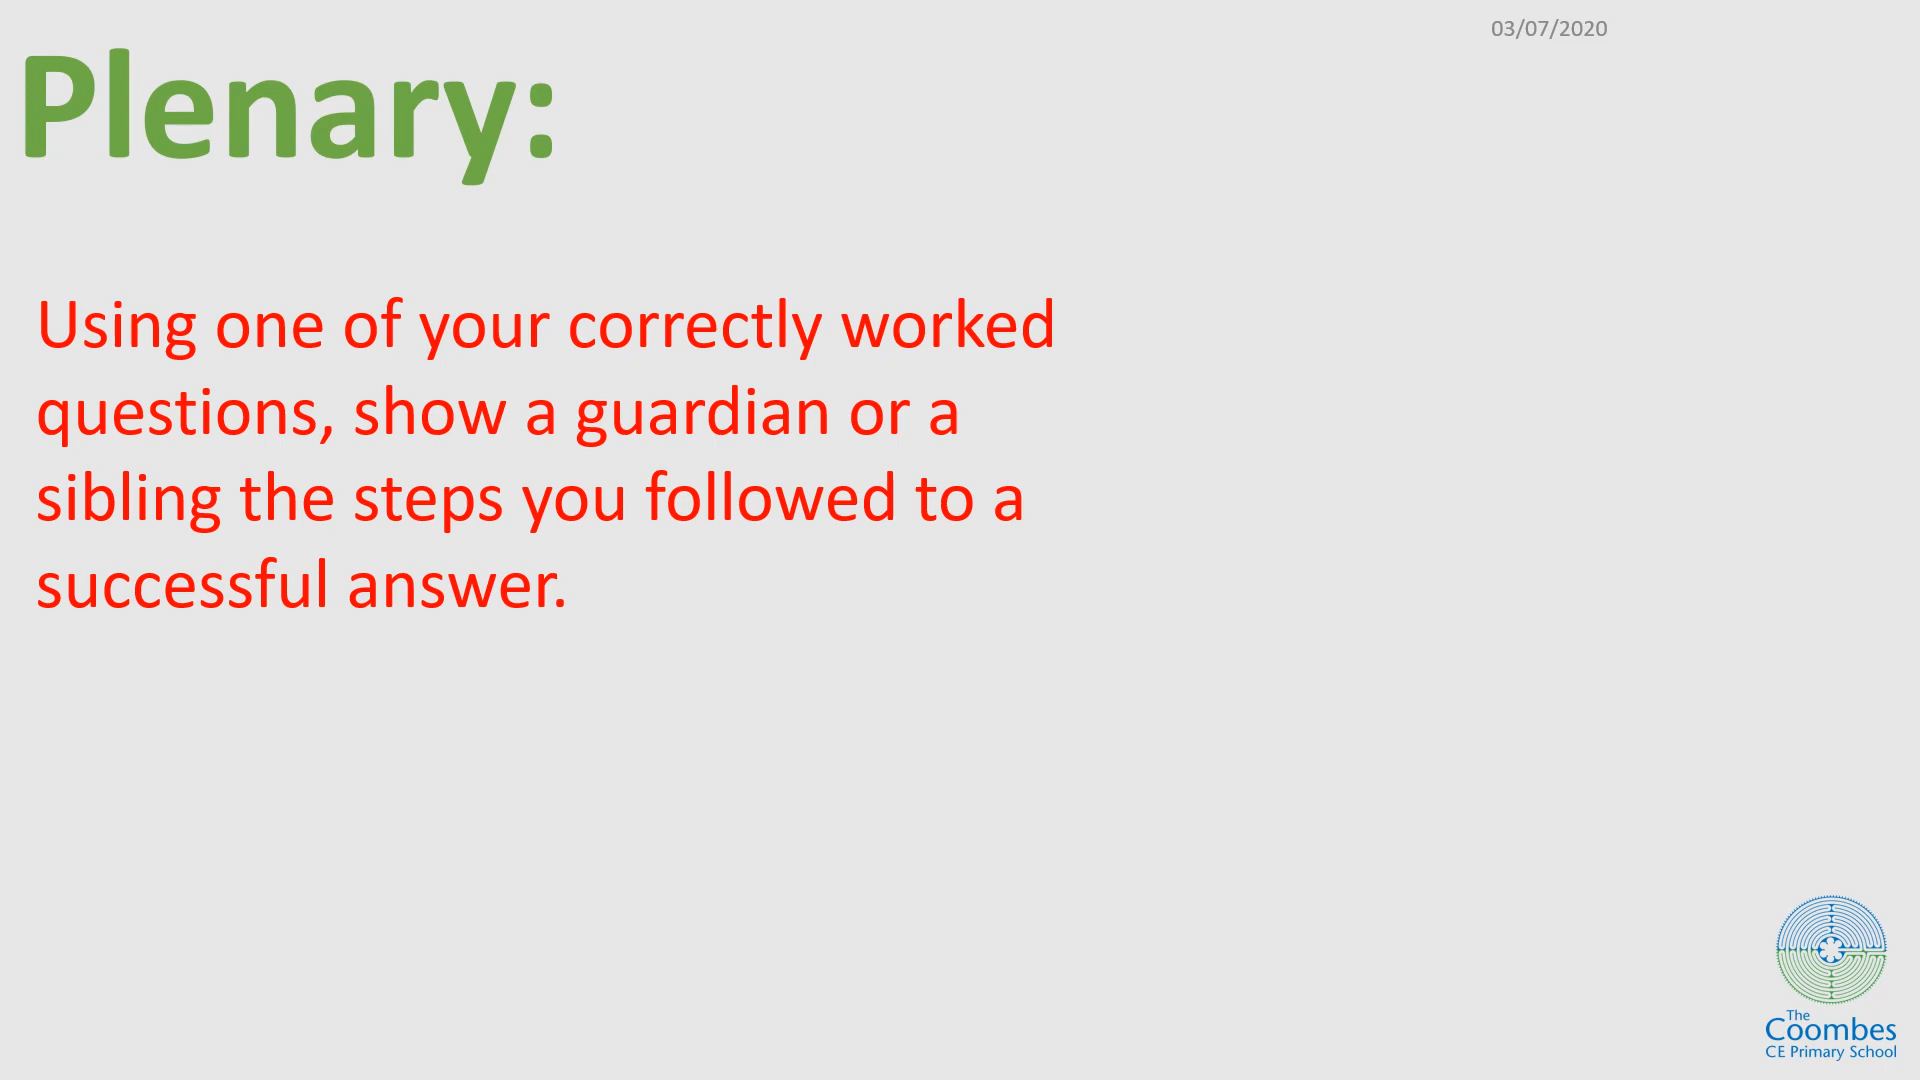 03/07/2020
Plenary:
Using one of your correctly worked
questions, show a guardian or a
sibling the steps you followed to a
successful answer.
The
Coombes
CE Primary School